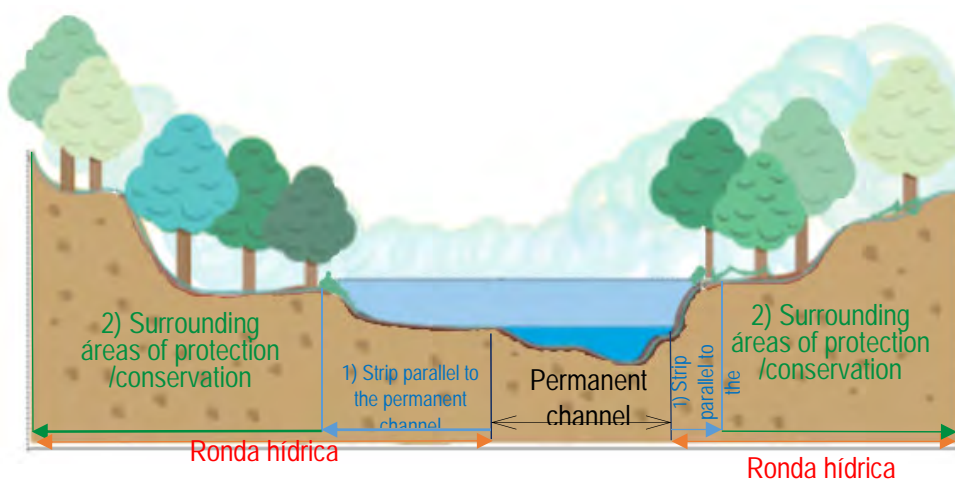 2) Surrounding
áreas of protection
/conservation
1) Strip parallel to
the permanent
channel
Permanent
channel
1) Strip
parallel to
the
2) Surrounding
áreas of protection
/conservation
Ronda hídrica
Ronda hídrica